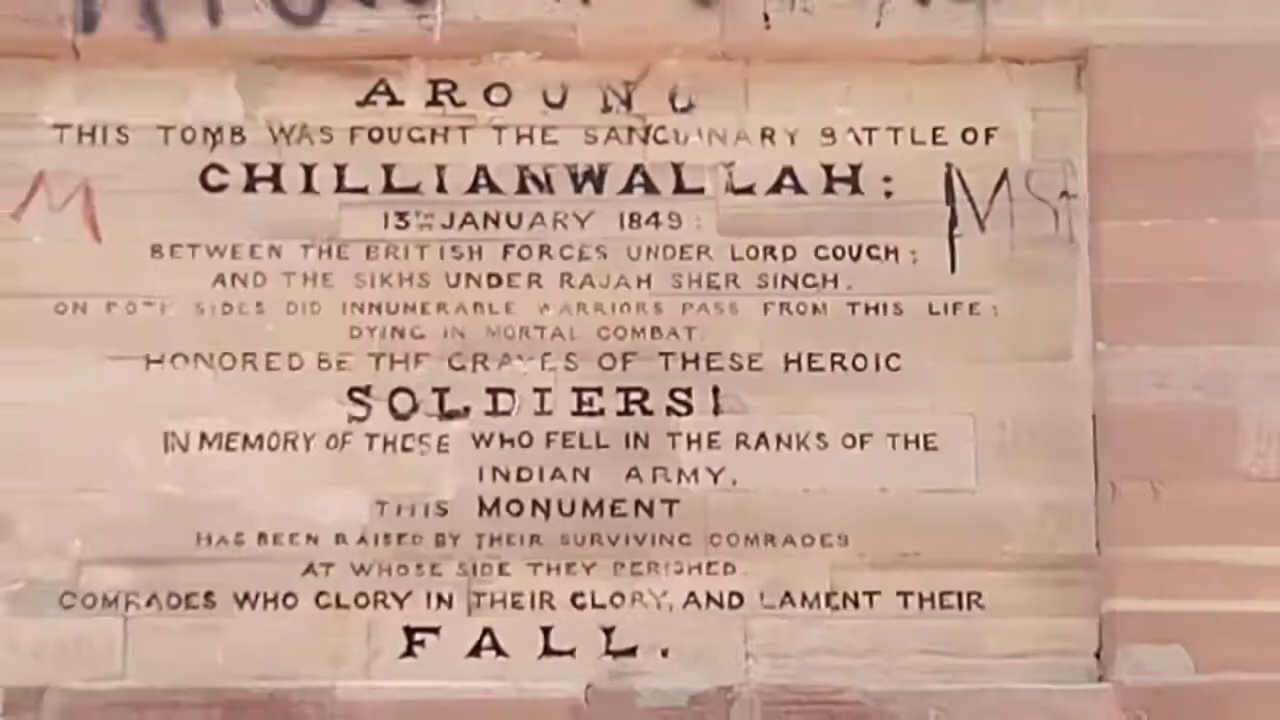 AROUND
THIS TOMB WAS FOUGHT THE SANGUINARY BATTLE OF
CHILLIANWALLAH:
13TH JANUARY 1849:
BETWEEN THE BRITISH FORCES UNDER LORD GOUGH;
AND THE SIKHS UNDER RAJAH SHER SINGH.
ON BOTH SIDES DID INNUMERABLE WARRIORS PASS FROM THIS LIFE;
DYING IN MORTAL COMBAT.
HONORED BE THE GRAVES OF THESE HEROIC
SOLDIERS!
IN MEMORY OF THESE WHO FELL IN THE RANKS OF THE
INDIAN ARMY,
THIS MONUMENT
HAS BEEN RAISED BY THEIR SURVIVING COMRADES
AT WHOSE SIDE THEY PERISHED.
COMRADES WHO GLORY IN THEIR GLORY, AND LAMENT THEIR
FALL.
M